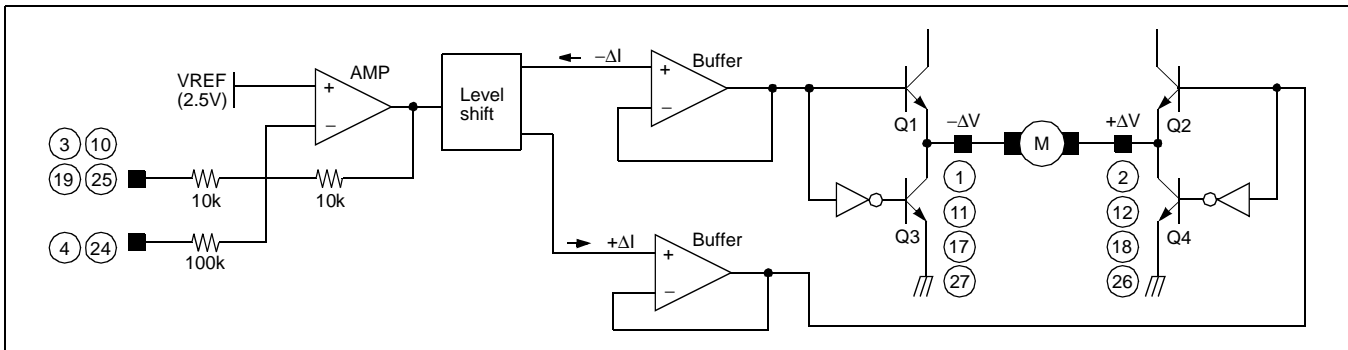 VREF
(2.5V)
AMP
+
−
3 10
19 25
10k
10k
4 24
100k
Level
shift
−ΔI
+ΔI
Buffer
+
−
Buffer
+
−
Q1
Q3
−ΔV
1
11
17
27
M
+ΔV
2
12
18
26
Q2
Q4